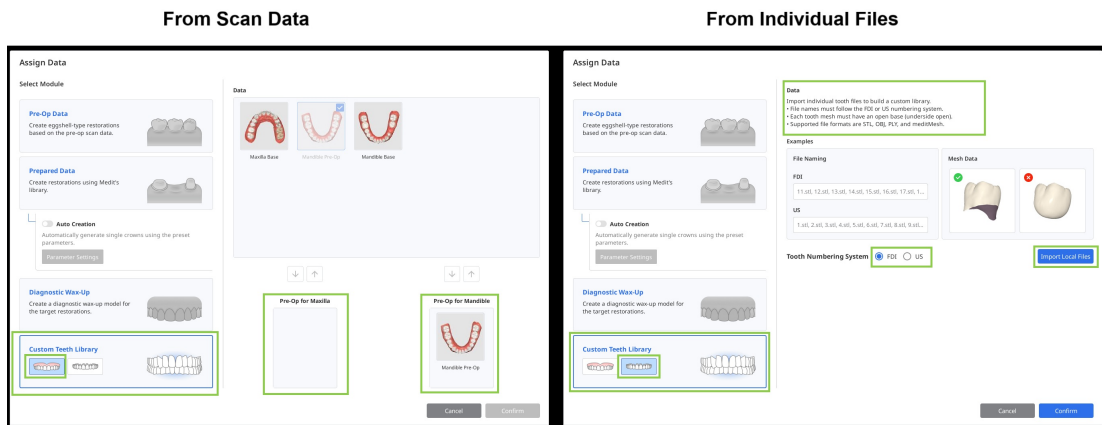 From Scan Data
Assign Data
Select Module
Pre-Op Data
Create eggshell-type restorations
based on the pre-op scan data.
Prepared Data
Create restorations using Medit's
library.
Auto Creation
Automatically generate single crowns using the preset
parameters.
Parameter Settings
Diagnostic Wax-Up
Create a diagnostic wax-up model for
the target restorations.
Custom Teeth Library
Data
Maxilla Base
Mandible Pre-Op
Mandible Base
Pre-Op for Maxilla
Pre-Op for Mandible
Mandible Pre-Op
Cancel
Confirm
From Individual Files
Assign Data
Select Module
Pre-Op Data
Create eggshell-type restorations
based on the pre-op scan data.
Prepared Data
Create restorations using Medit's
library.
Auto Creation
Automatically generate single crowns using the preset
parameters.
Parameter Settings
Diagnostic Wax-Up
Create a diagnostic wax-up model for
the target restorations.
Custom Teeth Library
Data
Import individual tooth files to build a custom library.
• File names must follow the FDI or US numbering system.
• Each tooth mesh must have an open base (underside open).
• Supported file formats are STL, OBJ, PLY, and meditMesh.
Examples
File Naming
FDI
11.stl, 12.stl, 13.stl, 14.stl, 15.stl, 16.stl, 17.stl, 1...
US
1.stl, 2.stl, 3.stl, 4.stl, 5.stl, 6.stl, 7.stl, 8.stl, 9.stl...
Mesh Data
Tooth Numbering System
FDI
US
Import Local Files
Cancel
Confirm